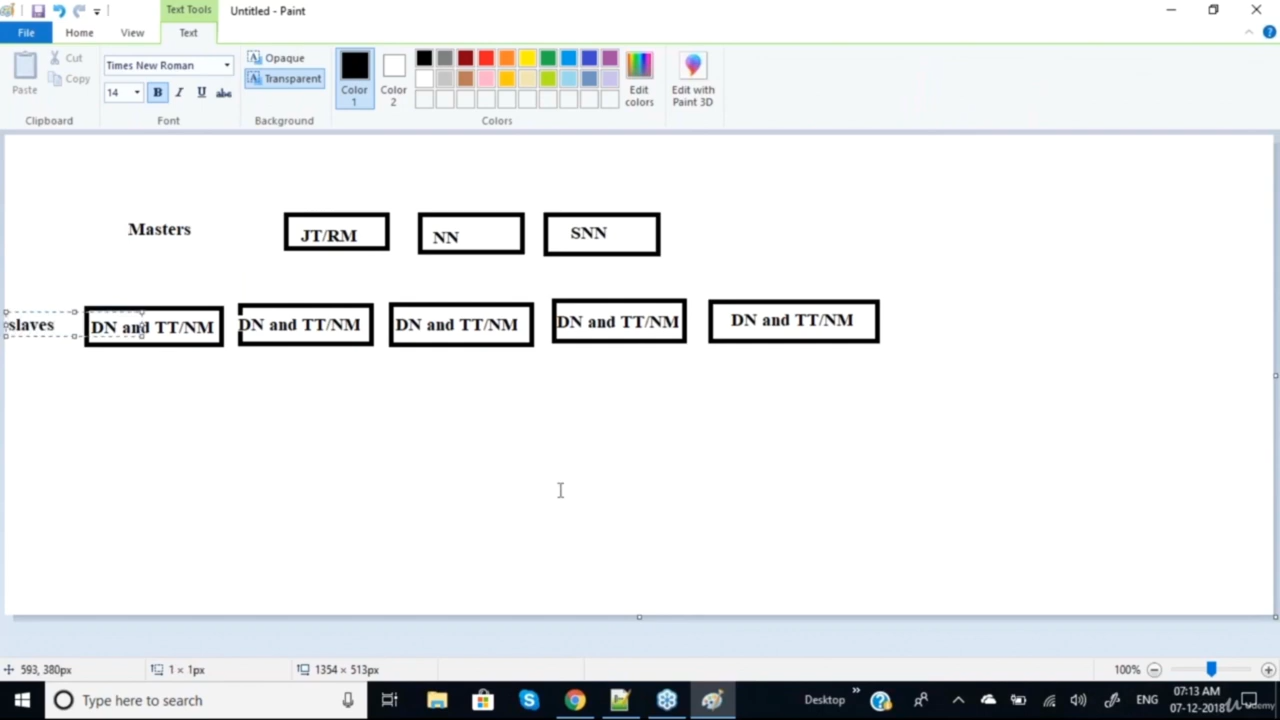 Text Tools
Untitled - Paint
File
Home
View
Text
Paste
Cut
Copy
Clipboard
Times New Roman
14
B
I
U
abc
Font
Opaque
Transparent
Background
Color 1
Color 2
Edit colors
Colors
Edit with Paint 3D
Masters
JT/RM
NN
SNN
slaves
DN and TT/NM
DN and TT/NM
DN and TT/NM
DN and TT/NM
DN and TT/NM
593, 380px
1 × 1px
1354 × 513px
100%
Type here to search
Desktop
ENG
07:13 AM
07-12-2018
Udemy